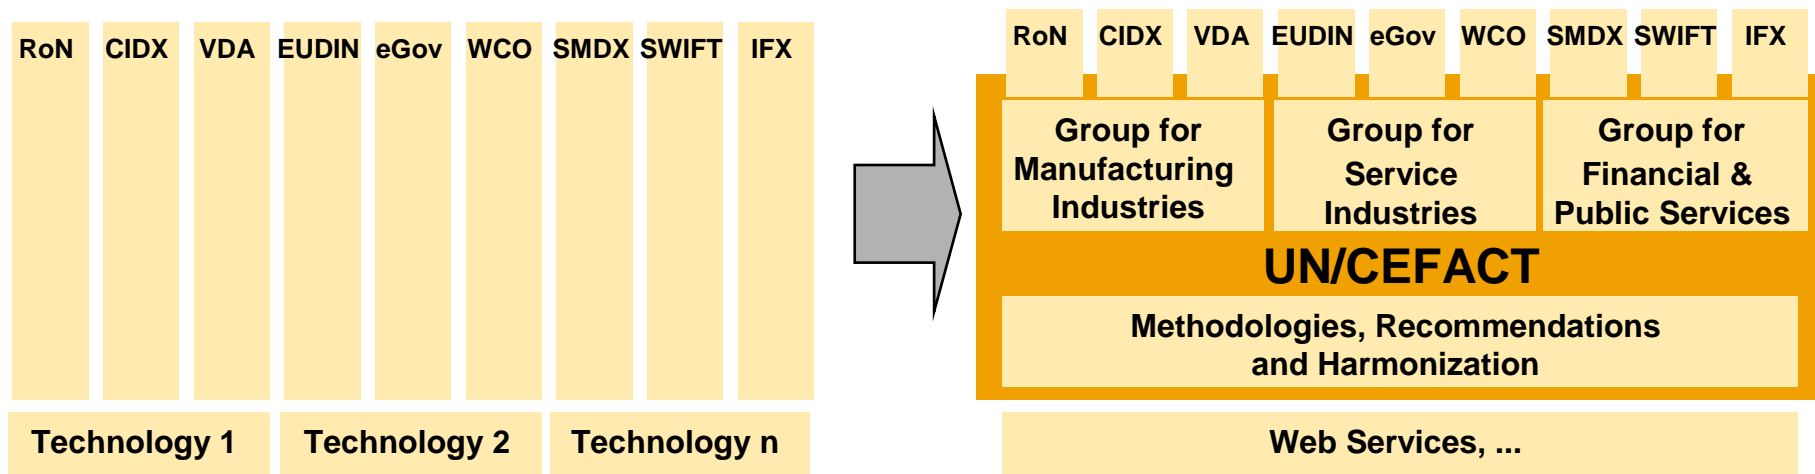 RoN CIDX VDA EUDIN eGov WCO SMDX SWIFT IFX
Technology 1 Technology 2 Technology n
RoN CIDX VDA EUDIN eGov WCO SMDX SWIFT IFX
Group for
Manufacturing
Industries
Group for
Service
Industries
Group for
Financial &
Public Services
UN/CEFACT
Methodologies, Recommendations
and Harmonization
Web Services, ...